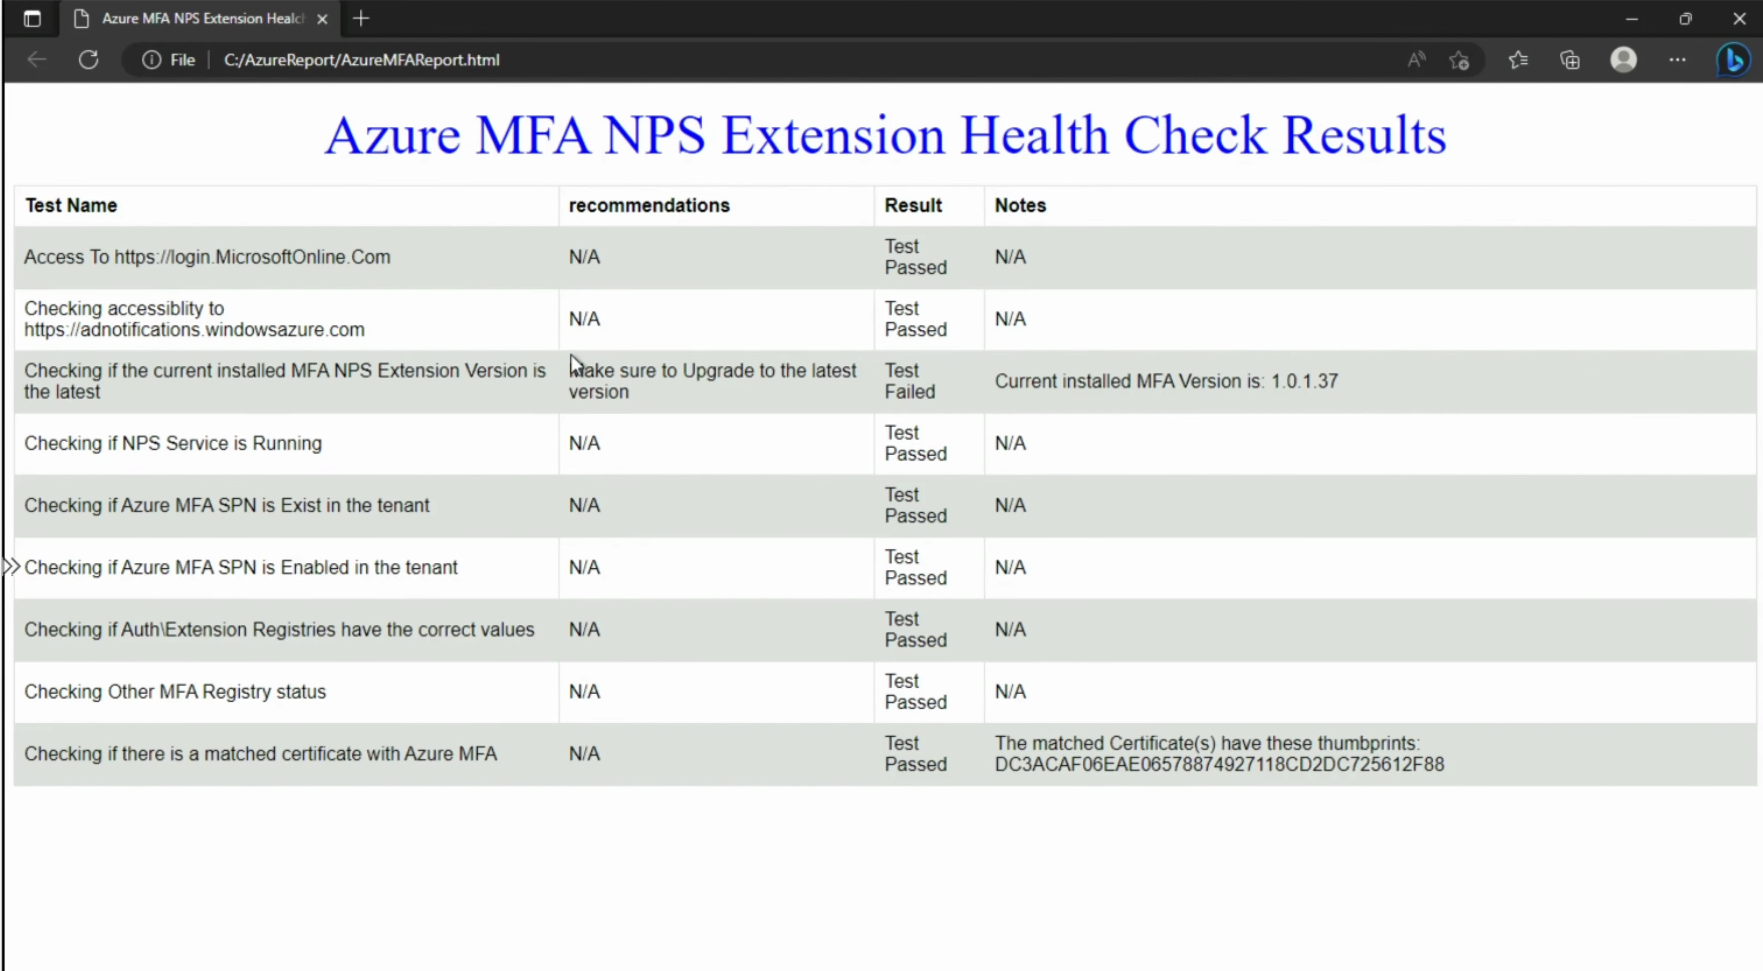 Azure MFA NPS Extension Healc
File
C:/AzureReport/AzureMFAReport.html
Azure MFA NPS Extension Health Check Results
Test Name
recommendations
Result
Notes
Access To https://login.MicrosoftOnline.Com
N/A
Test
Passed
N/A
Checking accessiblity to
https://adnotifications.windowsazure.com
N/A
Test
Passed
N/A
Checking if the current installed MFA NPS Extension Version is
the latest
Make sure to Upgrade to the latest
version
Test
Failed
Current installed MFA Version is: 1.0.1.37
Checking if NPS Service is Running
N/A
Test
Passed
N/A
Checking if Azure MFA SPN is Exist in the tenant
N/A
Test
Passed
N/A
Checking if Azure MFA SPN is Enabled in the tenant
N/A
Test
Passed
N/A
Checking if Auth\Extension Registries have the correct values
N/A
Test
Passed
N/A
Checking Other MFA Registry status
N/A
Test
Passed
N/A
Checking if there is a matched certificate with Azure MFA
N/A
Test
Passed
The matched Certificate(s) have these thumbprints:
DC3ACAF06EAE06578874927118CD2DC725612F88